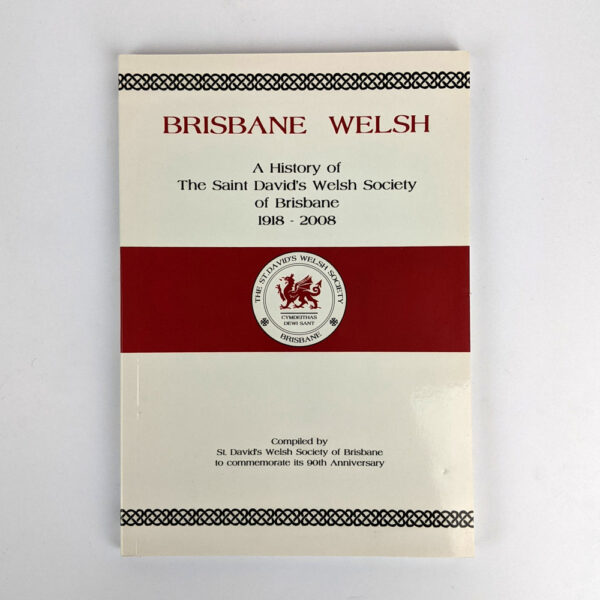 BRISBANE WELSH
A History of
The Saint David's Welsh Society
of Brisbane
1918 - 2008
THE ST. DAVID'S WELSH SOCIETY
CYMDEITHAS
DEWI SANT
BRISBANE
Compiled by
St. David's Welsh Society of Brisbane
to commemorate its 90th Anniversary